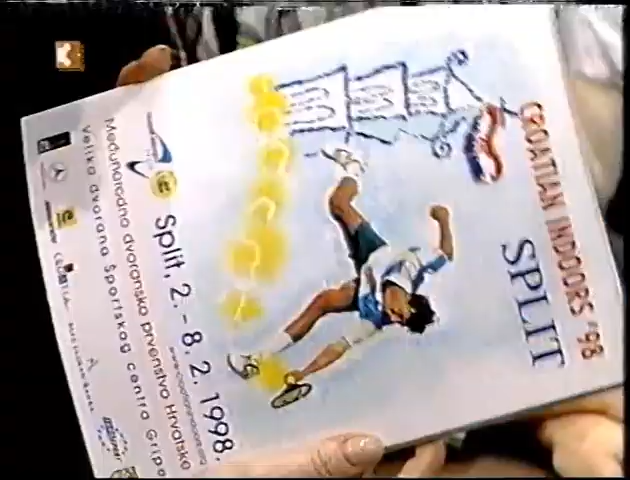 CROATIAN INDOORS '98
SPLIT
Split, 2. - 8. 2. 1998.
Međunarodno dvoransko prvenstvo Hrvatske
Velika dvorana Športskog centra Gripe